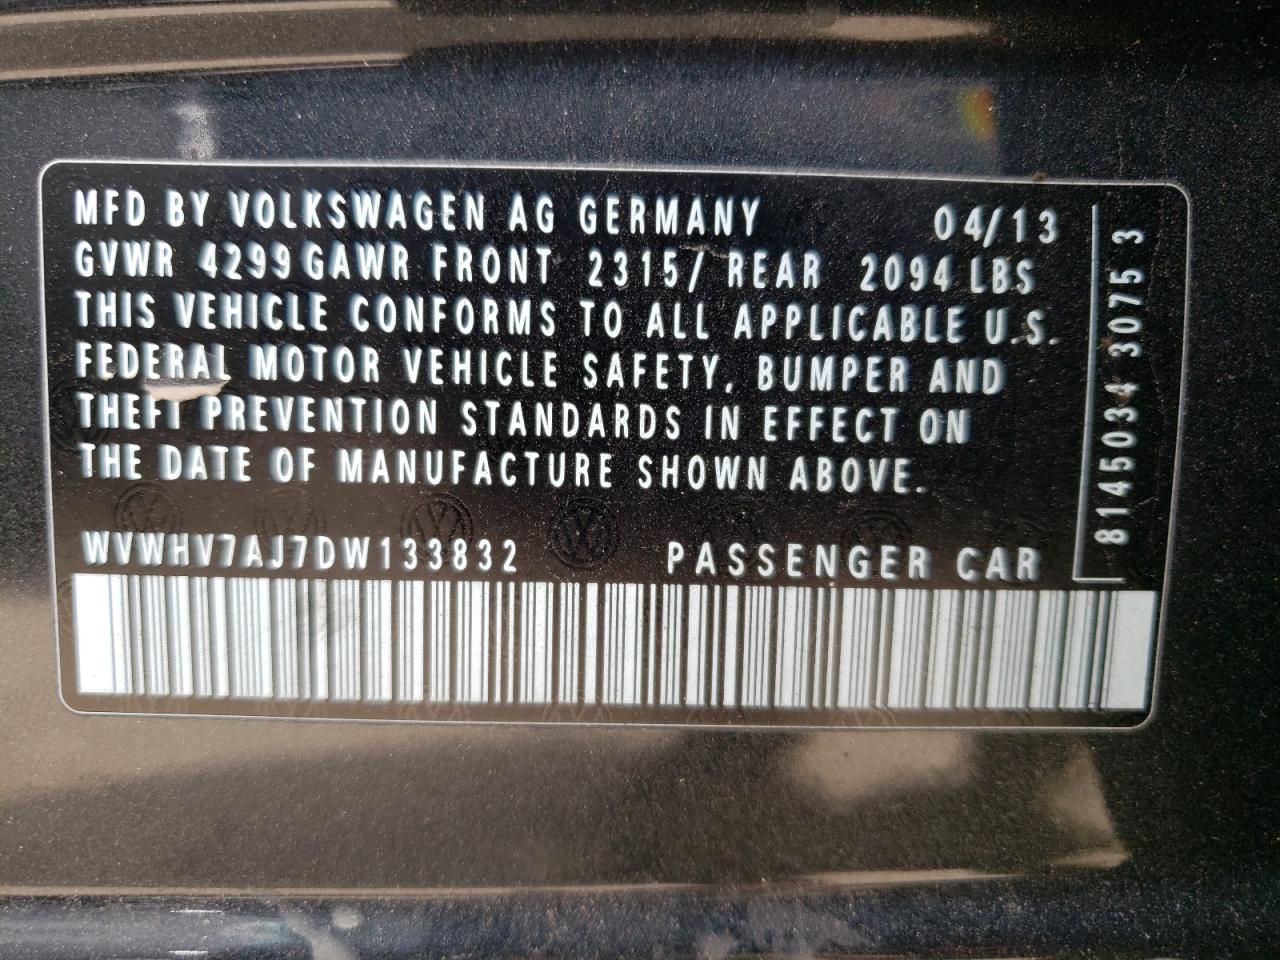 MFD BY VOLKSWAGEN AG GERMANY 04/13
GVWR 4299 GAWR FRONT 2315/ REAR 2094 LBS
THIS VEHICLE CONFORMS TO ALL APPLICABLE U.S.
FEDERAL MOTOR VEHICLE SAFETY, BUMPER AND
THEFT PREVENTION STANDARDS IN EFFECT ON
THE DATE OF MANUFACTURE SHOWN ABOVE.
WVWHV7AJ7DW133832 PASSENGER CAR
8145034 3075 3